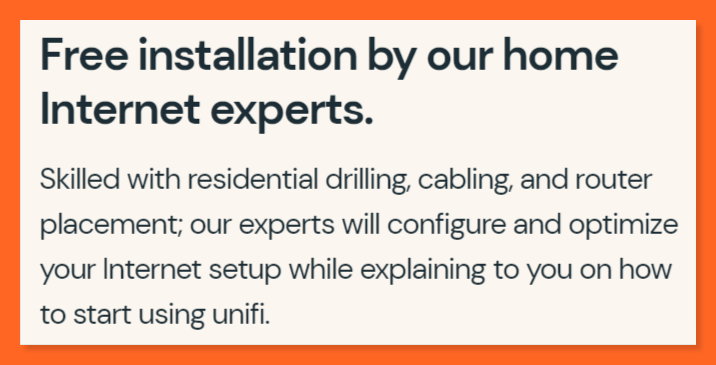 Free installation by our home
Internet experts.
Skilled with residential drilling, cabling, and router
placement; our experts will configure and optimize
your Internet setup while explaining to you on how
to start using unifi.